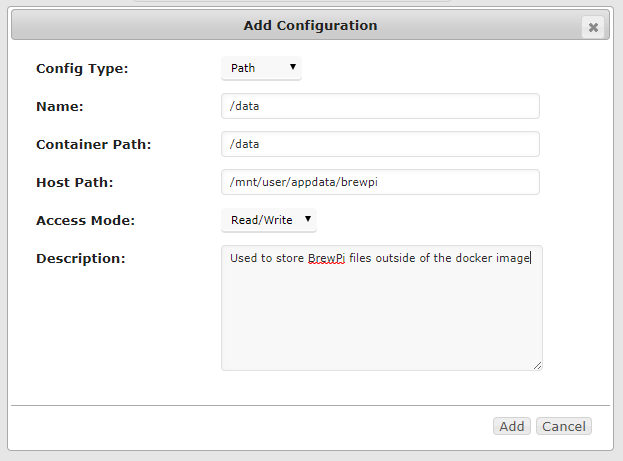 Add Configuration
Config Type: Path
Name: /data
Container Path: /data
Host Path: /mnt/user/appdata/brewpi
Access Mode: Read/Write
Description: Used to store BrewPi files outside of the docker image
Add Cancel